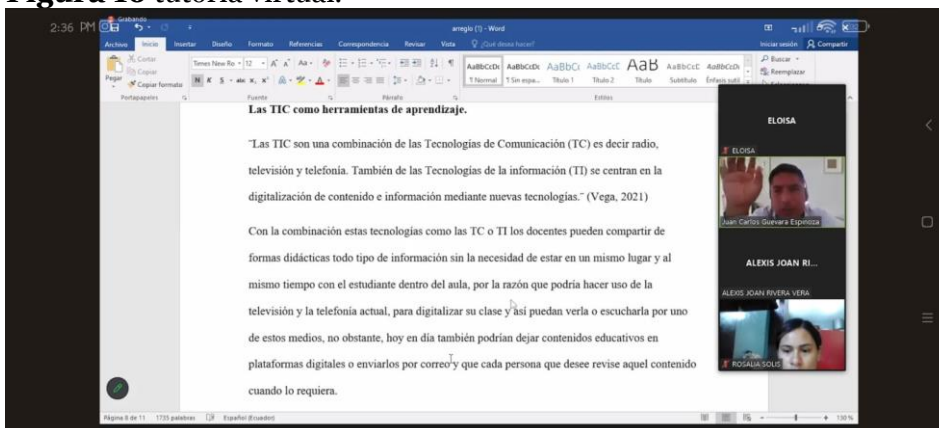 Figura 18 tutoría virtual.
2:36 PM
Grabando
arreglo (1) - Word
Archivo Inicio Insertar Diseño Formato Referencias Correspondencia Revisar Vista ¿Qué desea hacer? Iniciar sesión Compartir
Pegar
Cortar
Copiar
Copiar formato
Times New Ro 12
N K S abc
AaBbCcDc AaBbCcDc AaBbCc AaBbCcC AaB AaBbCcC AaBbCcDc
¶ Normal ¶ Sin espa... Título 1 Título 2 Título Subtítulo Énfasis sutil
Buscar
Reemplazar
Portapapeles Fuente Párrafo Estilos
Las TIC como herramientas de aprendizaje.
¨Las TIC son una combinación de las Tecnologías de Comunicación (TC) es decir radio,
televisión y telefonía. También de las Tecnologías de la información (TI) se centran en la
digitalización de contenido e información mediante nuevas tecnologías.¨ (Vega, 2021)
Con la combinación estas tecnologías como las TC o TI los docentes pueden compartir de
formas didácticas todo tipo de información sin la necesidad de estar en un mismo lugar y al
mismo tiempo con el estudiante dentro del aula, por la razón que podría hacer uso de la
televisión y la telefonía actual, para digitalizar su clase y así puedan verla o escucharla por uno
de estos medios, no obstante, hoy en día también podrían dejar contenidos educativos en
plataformas digitales o enviarlos por correo y que cada persona que desee revise aquel contenido
cuando lo requiera.
ELOISA
ELOISA
Juan Carlos Guevara Espinoza
ALEXIS JOAN RI...
ALEXIS JOAN RIVERA VERA
ROSALIA SOLIS
Página 8 de 11 1735 palabras Español (Ecuador) 130 %